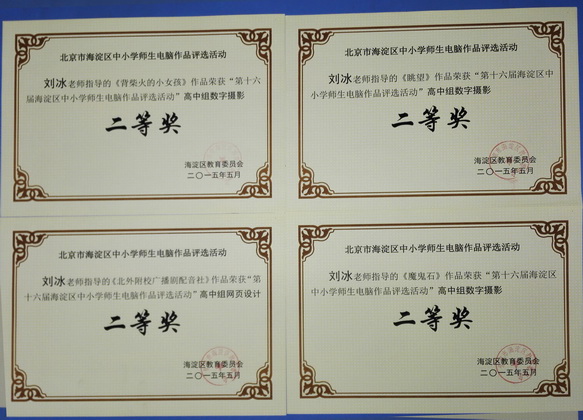 北京市海淀区中小学师生电脑作品评选活动
刘冰老师指导的《背柴火的小女孩》作品荣获“第十六
届海淀区中小学师生电脑作品评选活动”高中组数字摄影
二等奖
海淀区教育委员会
二〇一五年五月
北京市海淀区中小学师生电脑作品评选活动
刘冰老师指导的《眺望》作品荣获“第十六届海淀区中
小学师生电脑作品评选活动”高中组数字摄影
二等奖
海淀区教育委员会
二〇一五年五月
北京市海淀区中小学师生电脑作品评选活动
刘冰老师指导的《北外附校广播剧配音社》作品荣获“第
十六届海淀区中小学师生电脑作品评选活动”高中组网页设计
二等奖
海淀区教育委员会
二〇一五年五月
北京市海淀区中小学师生电脑作品评选活动
刘冰老师指导的《魔鬼石》作品荣获“第十六届海淀区
中小学师生电脑作品评选活动”高中组数字摄影
二等奖
海淀区教育委员会
二〇一五年五月